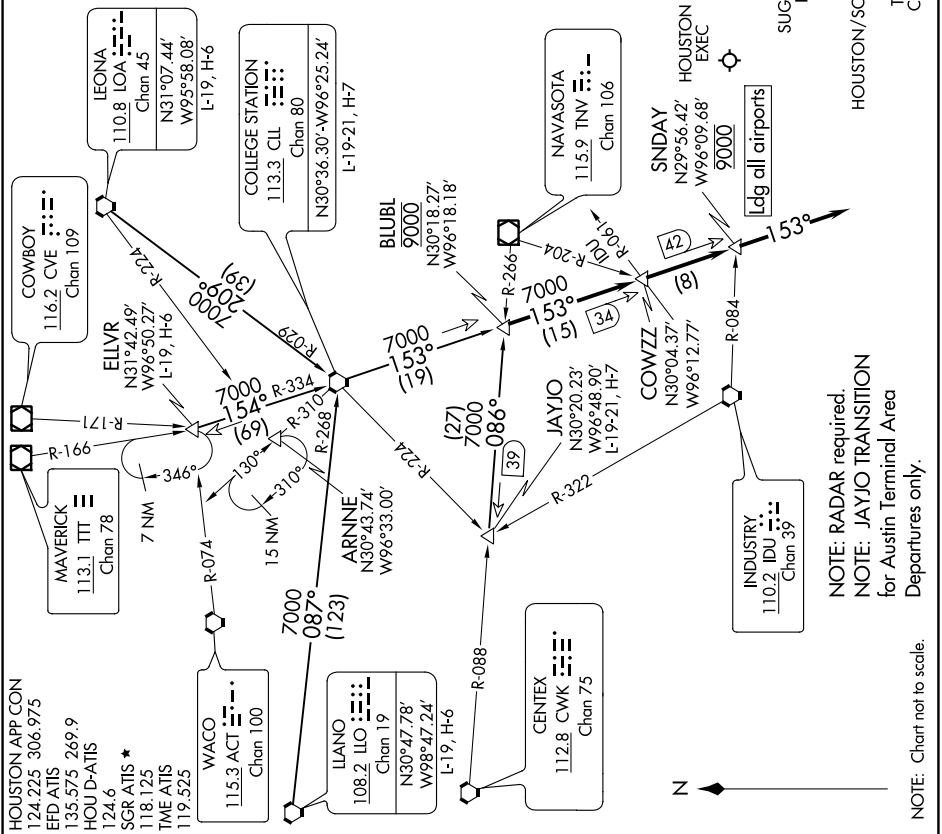 HOUSTON APP CON
124.225 306.975
EFD ATIS
135.575 269.9
HOU D-ATIS
124.6
SGR ATIS ★
118.125
TME ATIS
119.525
MAVERICK
113.1 TTT
Chan 78
COWBOY
116.2 CVE
Chan 109
LEONA
110.8 LOA
Chan 45
N31°07.44'
W95°58.08'
L-19, H-6
ELLVR
N31°42.49'
W96°50.27'
L-19, H-6
R-166
R-171
7 NM
346°
R-224
7000
209°
(39)
R-029
COLLEGE STATION
113.3 CLL
Chan 80
N30°36.30'-W96°25.24'
L-19-21, H-7
WACO
115.3 ACT
Chan 100
R-074
7000
154°
(69)
R-334
R-310
130°
310°
15 NM
ARNNE
N30°43.74'
W96°33.00'
R-268
7000
087°
(123)
LLANO
108.2 LLO
Chan 19
N30°47.78'
W98°47.24'
L-19, H-6
7000
153°
(19)
BLUBL
9000
N30°18.27'
W96°18.18'
NAVASOTA
115.9 TNV
Chan 106
R-266
R-204
R-224
(27)
7000
086°
39
JAYJO
N30°20.23'
W96°48.90'
L-19-21, H-7
R-088
CENTEX
112.8 CWK
Chan 75
7000
153°
(15)
34
IDU
R-061
COWZZ
N30°04.37'
W96°12.77'
42
(8)
HOUSTON
EXEC
SNDAY
N29°56.42'
W96°09.68'
9000
Ldg all airports
153°
R-084
R-322
INDUSTRY
110.2 IDU
Chan 39
N
NOTE: RADAR required.
NOTE: JAYJO TRANSITION
for Austin Terminal Area
Departures only.
NOTE: Chart not to scale.
SUG
HOUSTON/SC